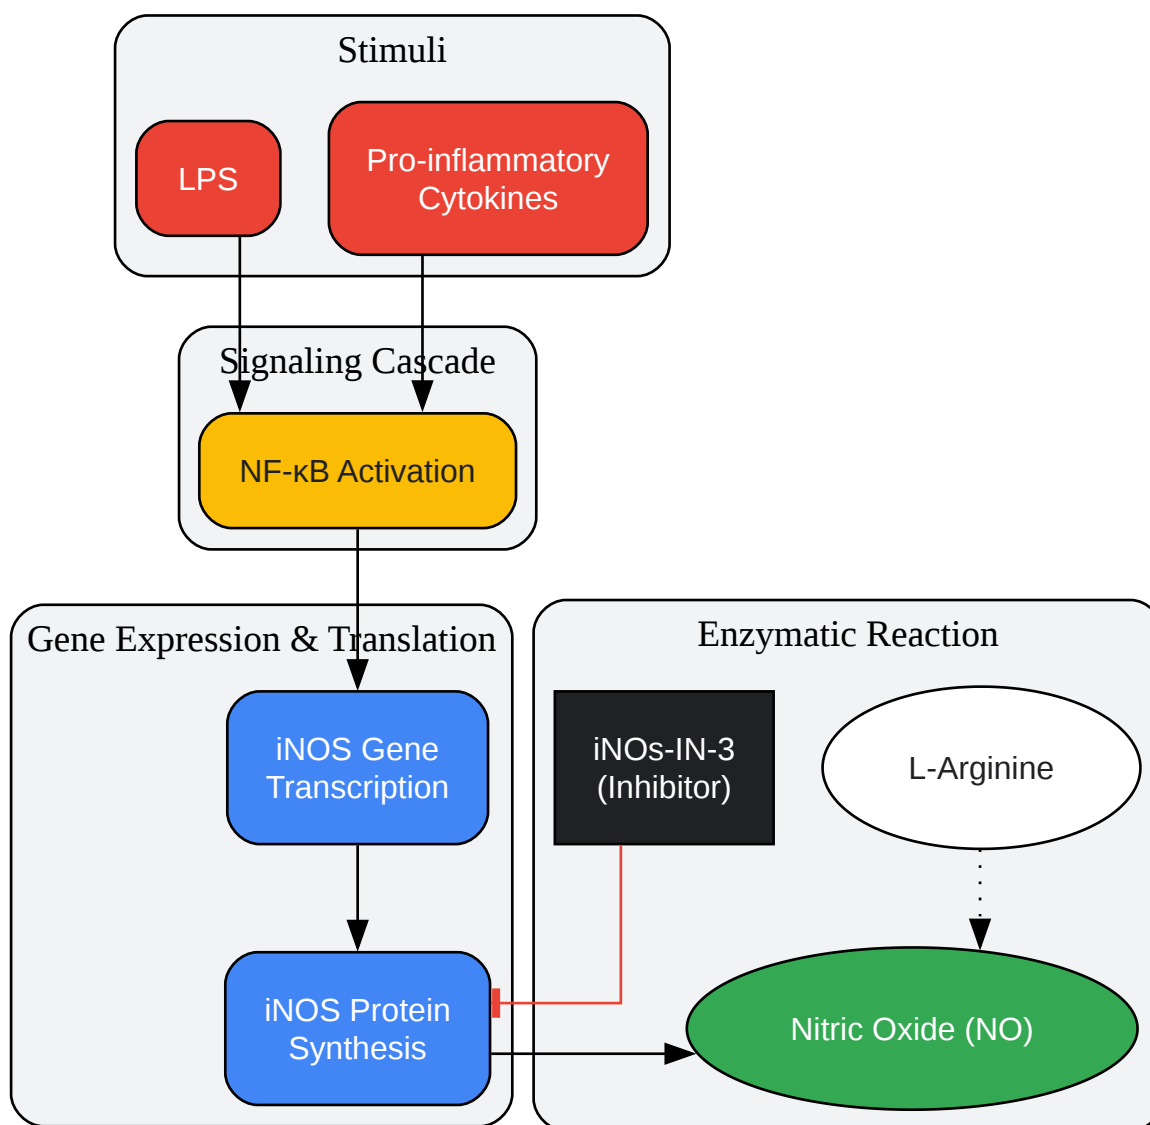 Stimuli
LPS
Pro-inflammatory
Cytokines
Signaling Cascade
NF-κB Activation
Gene Expression & Translation
iNOS Gene
Transcription
iNOS Protein
Synthesis
Enzymatic Reaction
iNOs-IN-3
(Inhibitor)
L-Arginine
Nitric Oxide (NO)